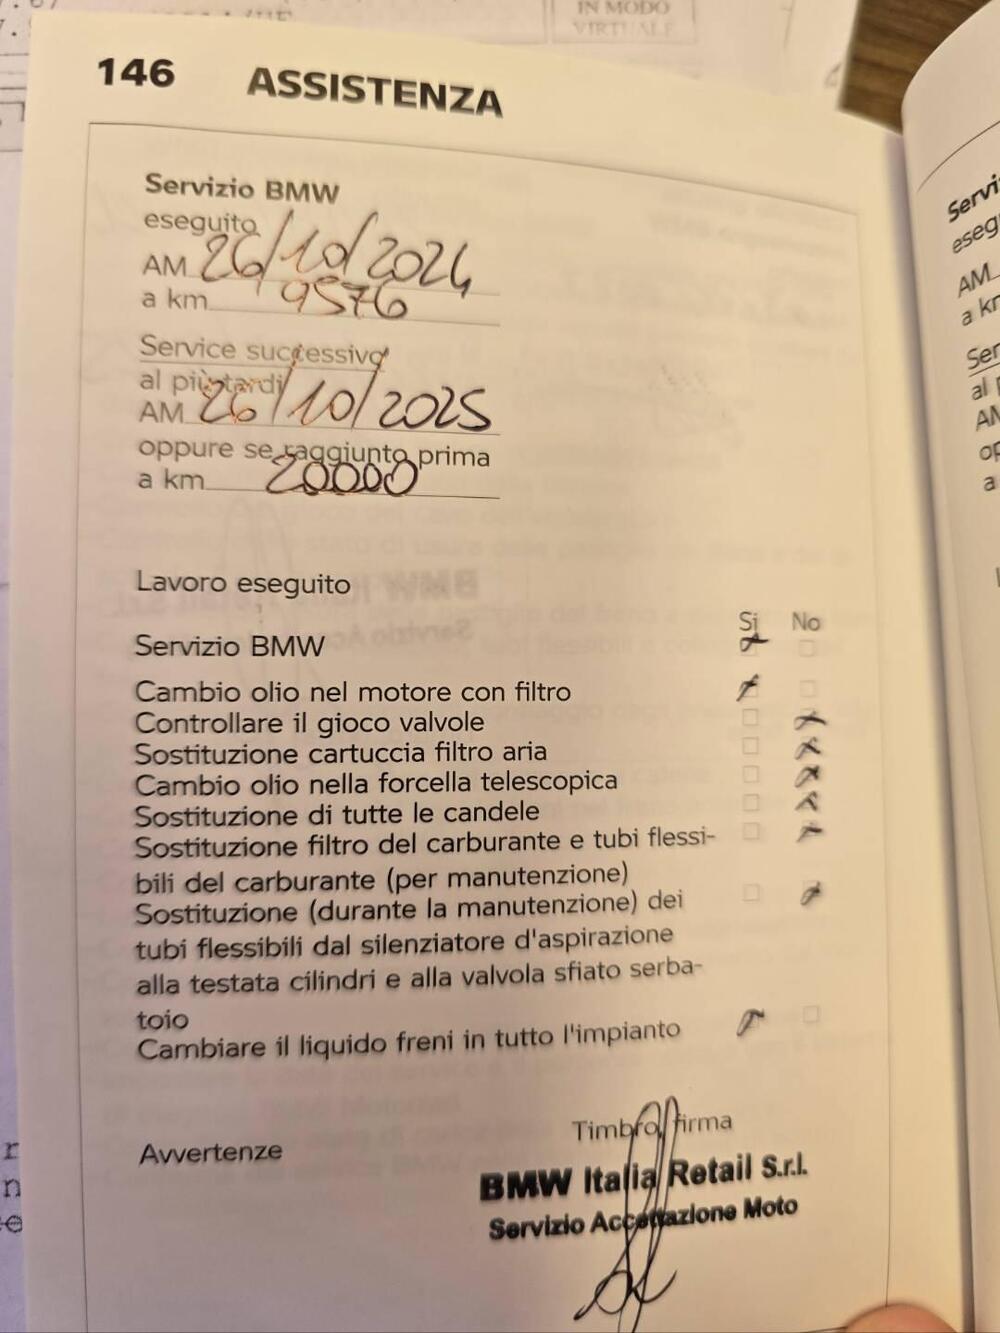 IN MODO
VIRTUALE
146 ASSISTENZA
Servizio BMW
eseguito
AM 26/10/2024
a km 9576
Service successivo
al più tardi
AM 26/10/2025
oppure se raggiunto prima
a km 20000
Lavoro eseguito
Si No
Servizio BMW
Cambio olio nel motore con filtro
Controllare il gioco valvole
Sostituzione cartuccia filtro aria
Cambio olio nella forcella telescopica
Sostituzione di tutte le candele
Sostituzione filtro del carburante e tubi flessi-
bili del carburante (per manutenzione)
Sostituzione (durante la manutenzione) dei
tubi flessibili dal silenziatore d'aspirazione
alla testata cilindri e alla valvola sfiato serba-
toio
Cambiare il liquido freni in tutto l'impianto
Avvertenze
Timbro, firma
BMW Italia Retail S.r.l.
Servizio Accettazione Moto
AM
a